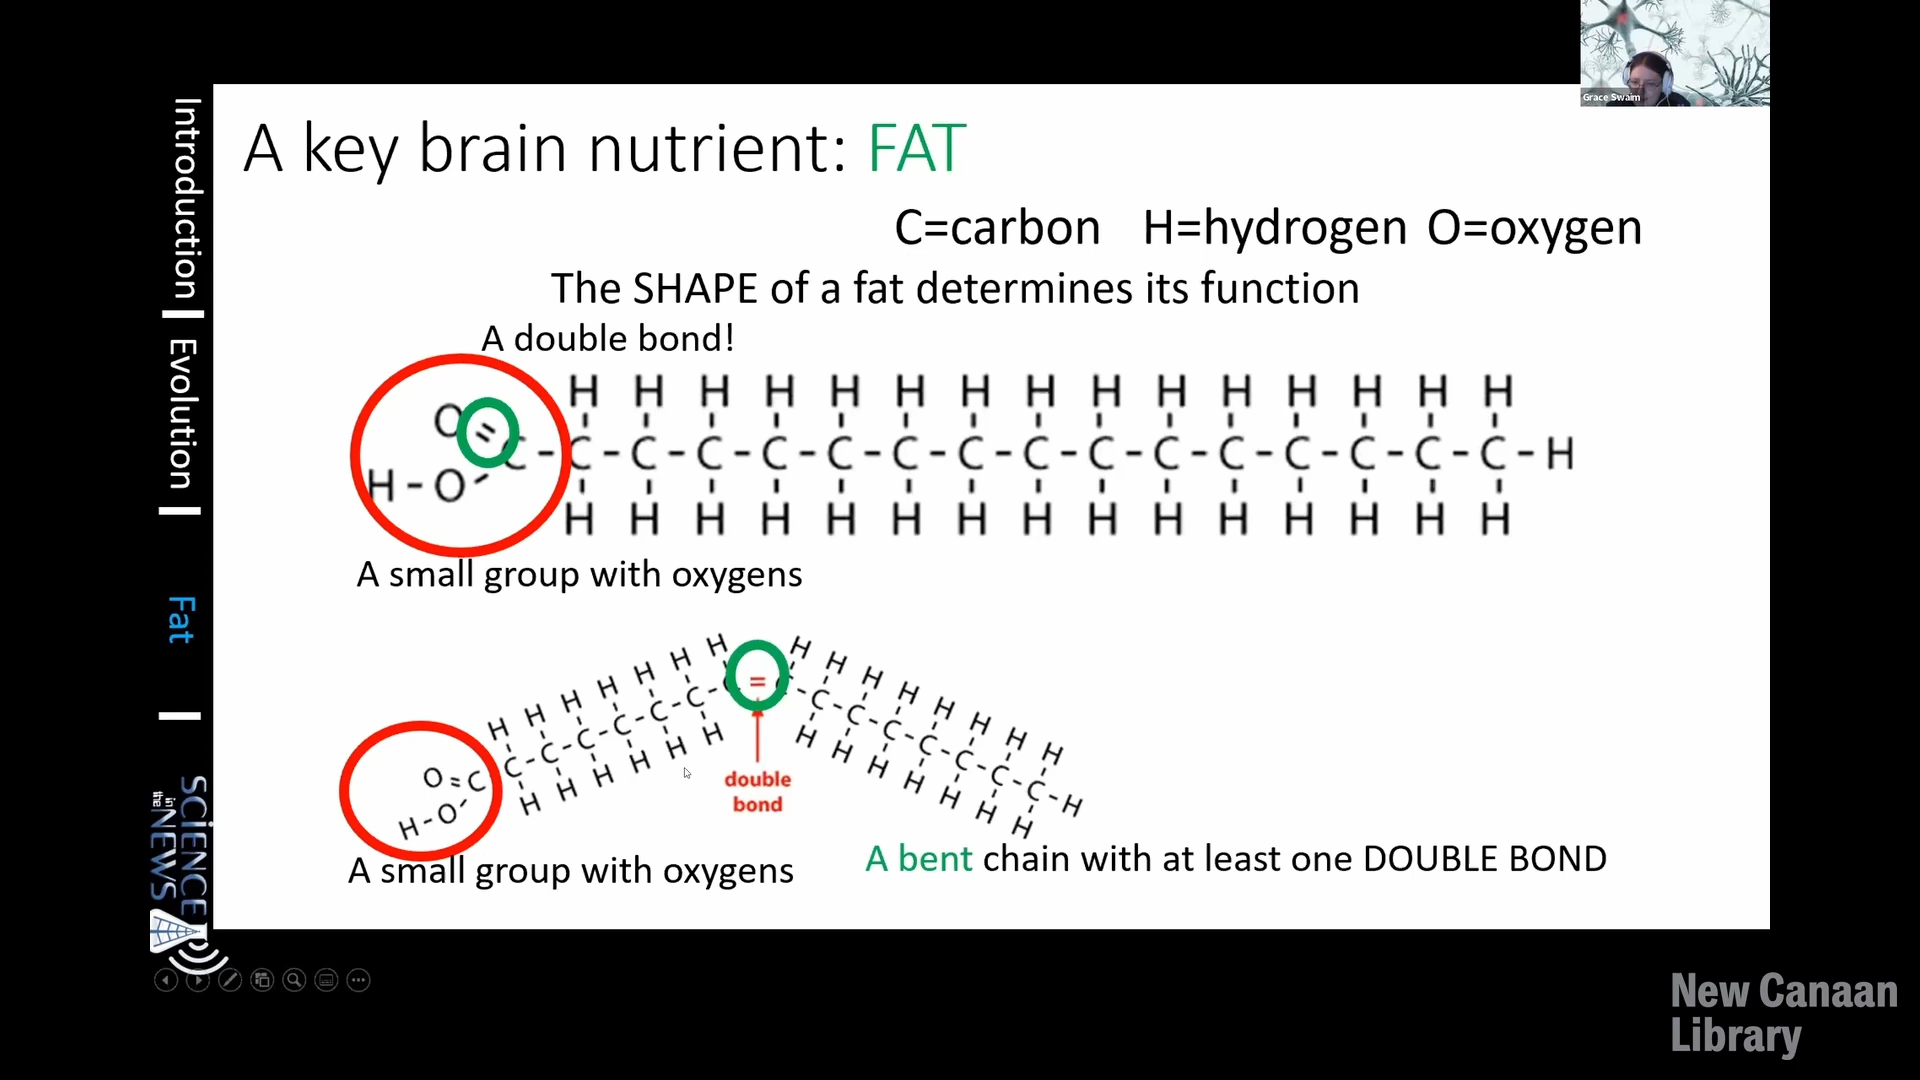 Grace Swaim
A key brain nutrient: FAT
C=carbon H=hydrogen O=oxygen
The SHAPE of a fat determines its function
A double bond!
H H H H H H H H H H H H H H H
O = C - C - C - C - C - C - C - C - C - C - C - C - C - C - C - C - H
H - O
H H H H H H H H H H H H H H H
A small group with oxygens
H H H H H H H H H H H H H H H
O = C - C - C - C - C - C - C - = C - C - C - C - C - C - C - C - H
H - O
H H H H H H H H H H H H H
double
bond
A small group with oxygens
A bent chain with at least one DOUBLE BOND
Introduction
Evolution
Fat
SCIENCE
in the
NEWS
New Canaan
Library